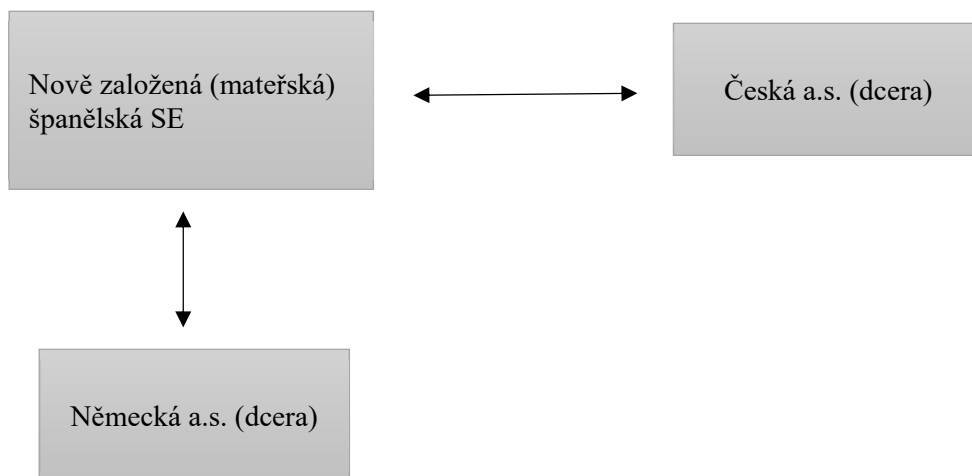 Nově založená (mateřská)
španělská SE
Česká a.s. (dcera)
Německá a.s. (dcera)